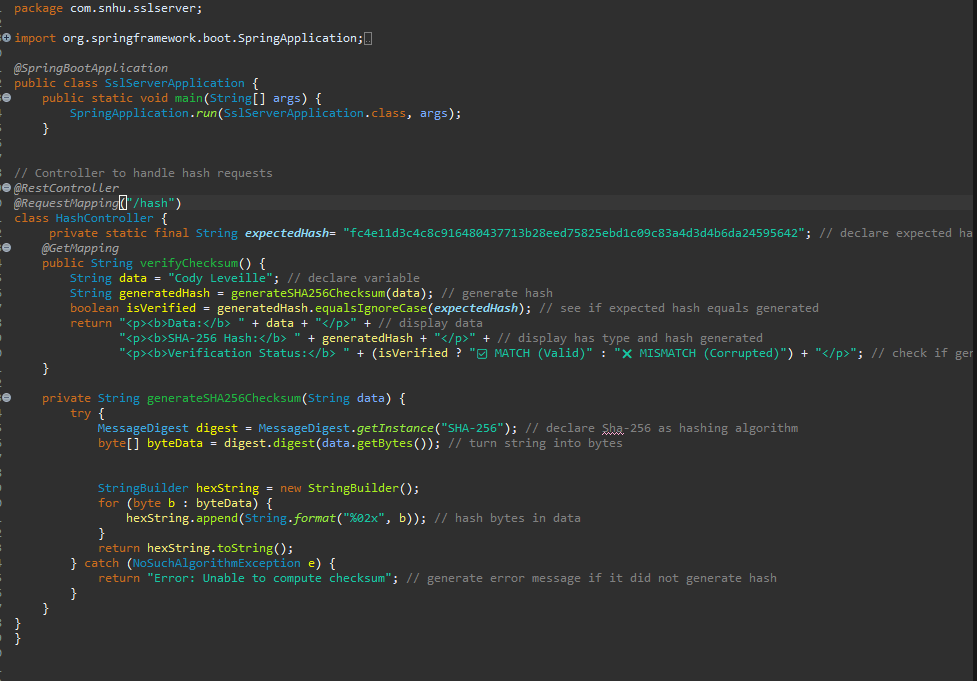 package com.snhu.sslserver;
import org.springframework.boot.SpringApplication;
@SpringBootApplication
public class SslServerApplication {
    public static void main(String[] args) {
        SpringApplication.run(SslServerApplication.class, args);
    }
// Controller to handle hash requests
@RestController
@RequestMapping("/hash")
class HashController {
     private static final String expectedHash= "fc4e11d3c4c8c916480437713b28eed75825ebd1c09c83a4d3d4b6da24595642"; // declare expected ha
    @GetMapping
    public String verifyChecksum() {
        String data = "Cody Leveille"; // declare variable
        String generatedHash = generateSHA256Checksum(data); // generate hash
        boolean isVerified = generatedHash.equalsIgnoreCase(expectedHash); // see if expected hash equals generated
        return "<p><b>Data:</b> " + data + "</p>" + // display data
               "<p><b>SHA-256 Hash:</b> " + generatedHash + "</p>" + // display has type and hash generated
               "<p><b>Verification Status:</b> " + (isVerified ? "✅ MATCH (Valid)" : "❌ MISMATCH (Corrupted)") + "</p>"; // check if ger
    }
    private String generateSHA256Checksum(String data) {
        try {
            MessageDigest digest = MessageDigest.getInstance("SHA-256"); // declare Sha-256 as hashing algorithm
            byte[] byteData = digest.digest(data.getBytes()); // turn string into bytes
            StringBuilder hexString = new StringBuilder();
            for (byte b : byteData) {
                hexString.append(String.format("%02x", b)); // hash bytes in data
            }
            return hexString.toString();
        } catch (NoSuchAlgorithmException e) {
            return "Error: Unable to compute checksum"; // generate error message if it did not generate hash
        }
    }
}
}